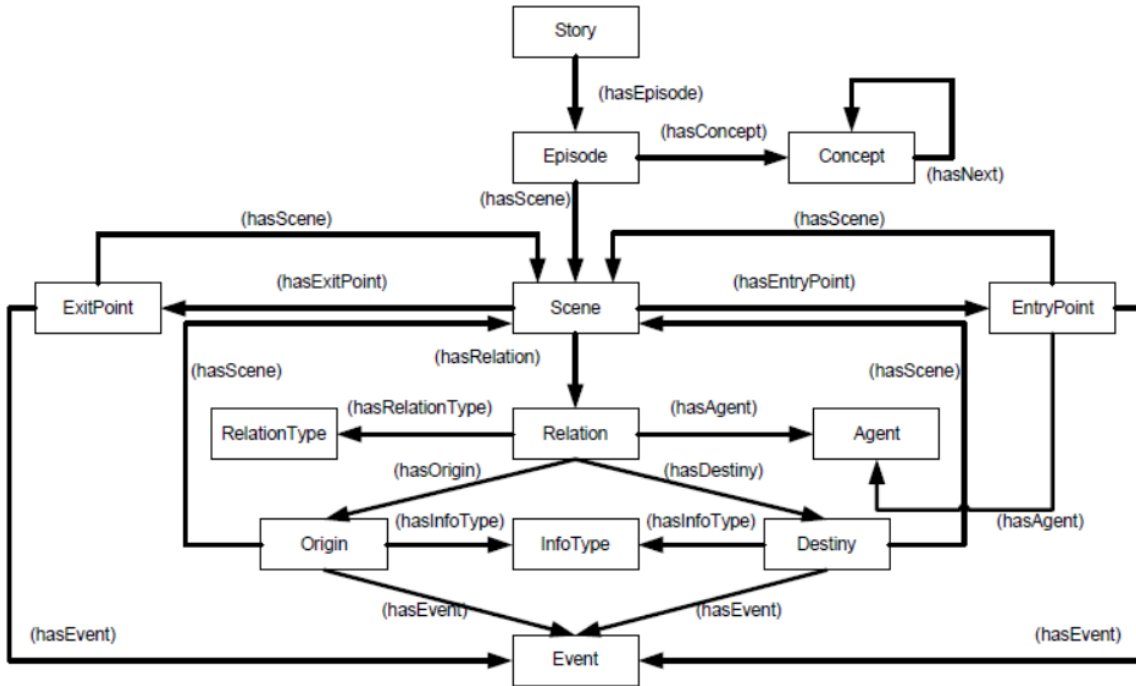 Story
(hasEpisode)
(hasConcept)
Episode
Concept
(hasNext)
(hasScene)
(hasScene)
(hasScene)
(hasExitPoint)
(hasEntryPoint)
ExitPoint
Scene
EntryPoint
(hasRelation)
(hasScene)
(hasScene)
(hasRelationType)
(hasAgent)
RelationType
Relation
Agent
(hasOrigin)
(hasDestiny)
(hasInfoType)
(hasInfoType)
(hasAgent)
Origin
InfoType
Destiny
(hasEvent)
(hasEvent)
(hasEvent)
(hasEvent)
Event